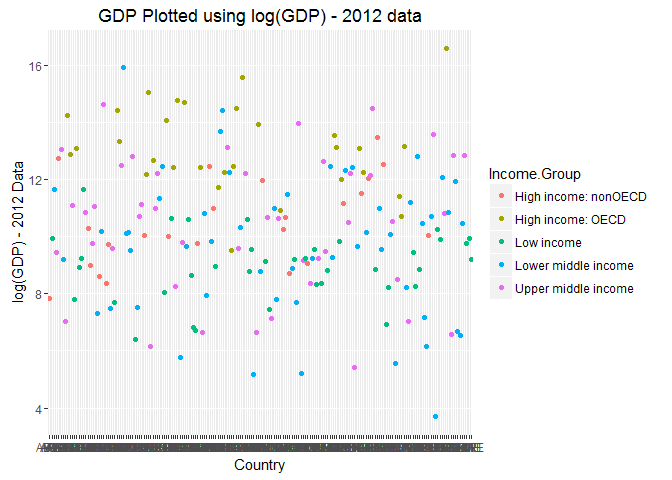 GDP Plotted using log(GDP) - 2012 data
log(GDP) - 2012 Data
16
12
8
4
Country
Income.Group
High income: nonOECD
High income: OECD
Low income
Lower middle income
Upper middle income